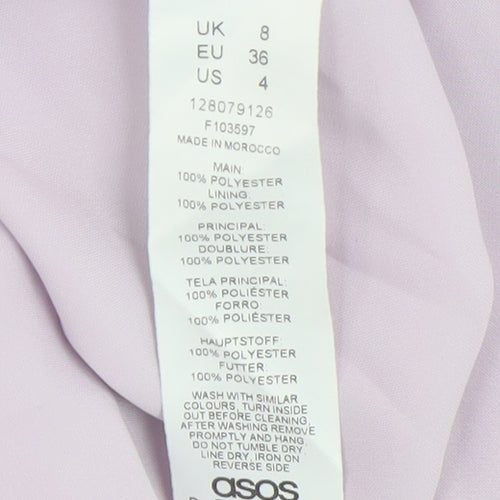 UK 8
EU 36
US 4
128079126
F103597
MADE IN MOROCCO
MAIN:
100% POLYESTER
LINING:
100% POLYESTER
PRINCIPAL:
100% POLYESTER
DOUBLURE:
100% POLYESTER
TELA PRINCIPAL:
100% POLIÉSTER
FORRO:
100% POLIÉSTER
HAUPTSTOFF:
100% POLYESTER
FUTTER:
100% POLYESTER
WASH WITH SIMILAR
COLOURS, TURN INSIDE
OUT BEFORE CLEANING,
AFTER WASHING REMOVE
PROMPTLY AND HANG,
DO NOT TUMBLE DRY,
LINE DRY, IRON ON
REVERSE SIDE
asos